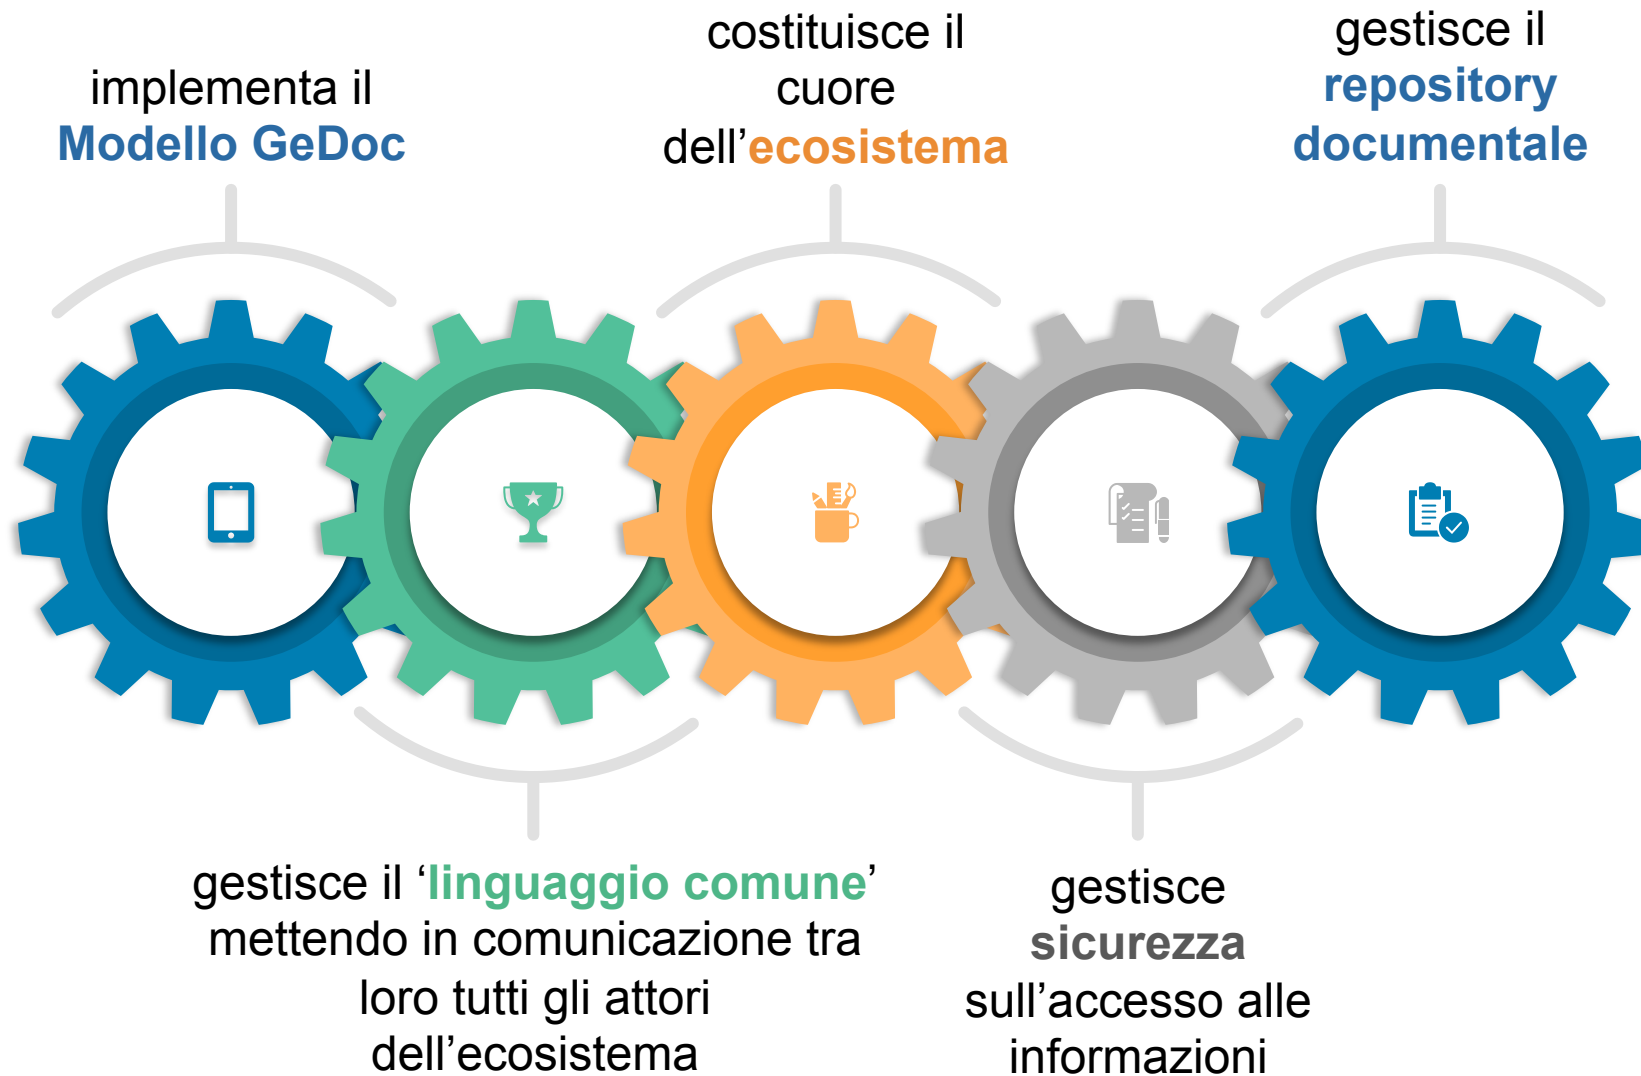 implementa il
Modello GeDoc
costituisce il
cuore
dell’ecosistema
gestisce il
repository
documentale
gestisce il ‘linguaggio comune’
mettendo in comunicazione tra
loro tutti gli attori
dell’ecosistema
gestisce
sicurezza
sull’accesso alle
informazioni